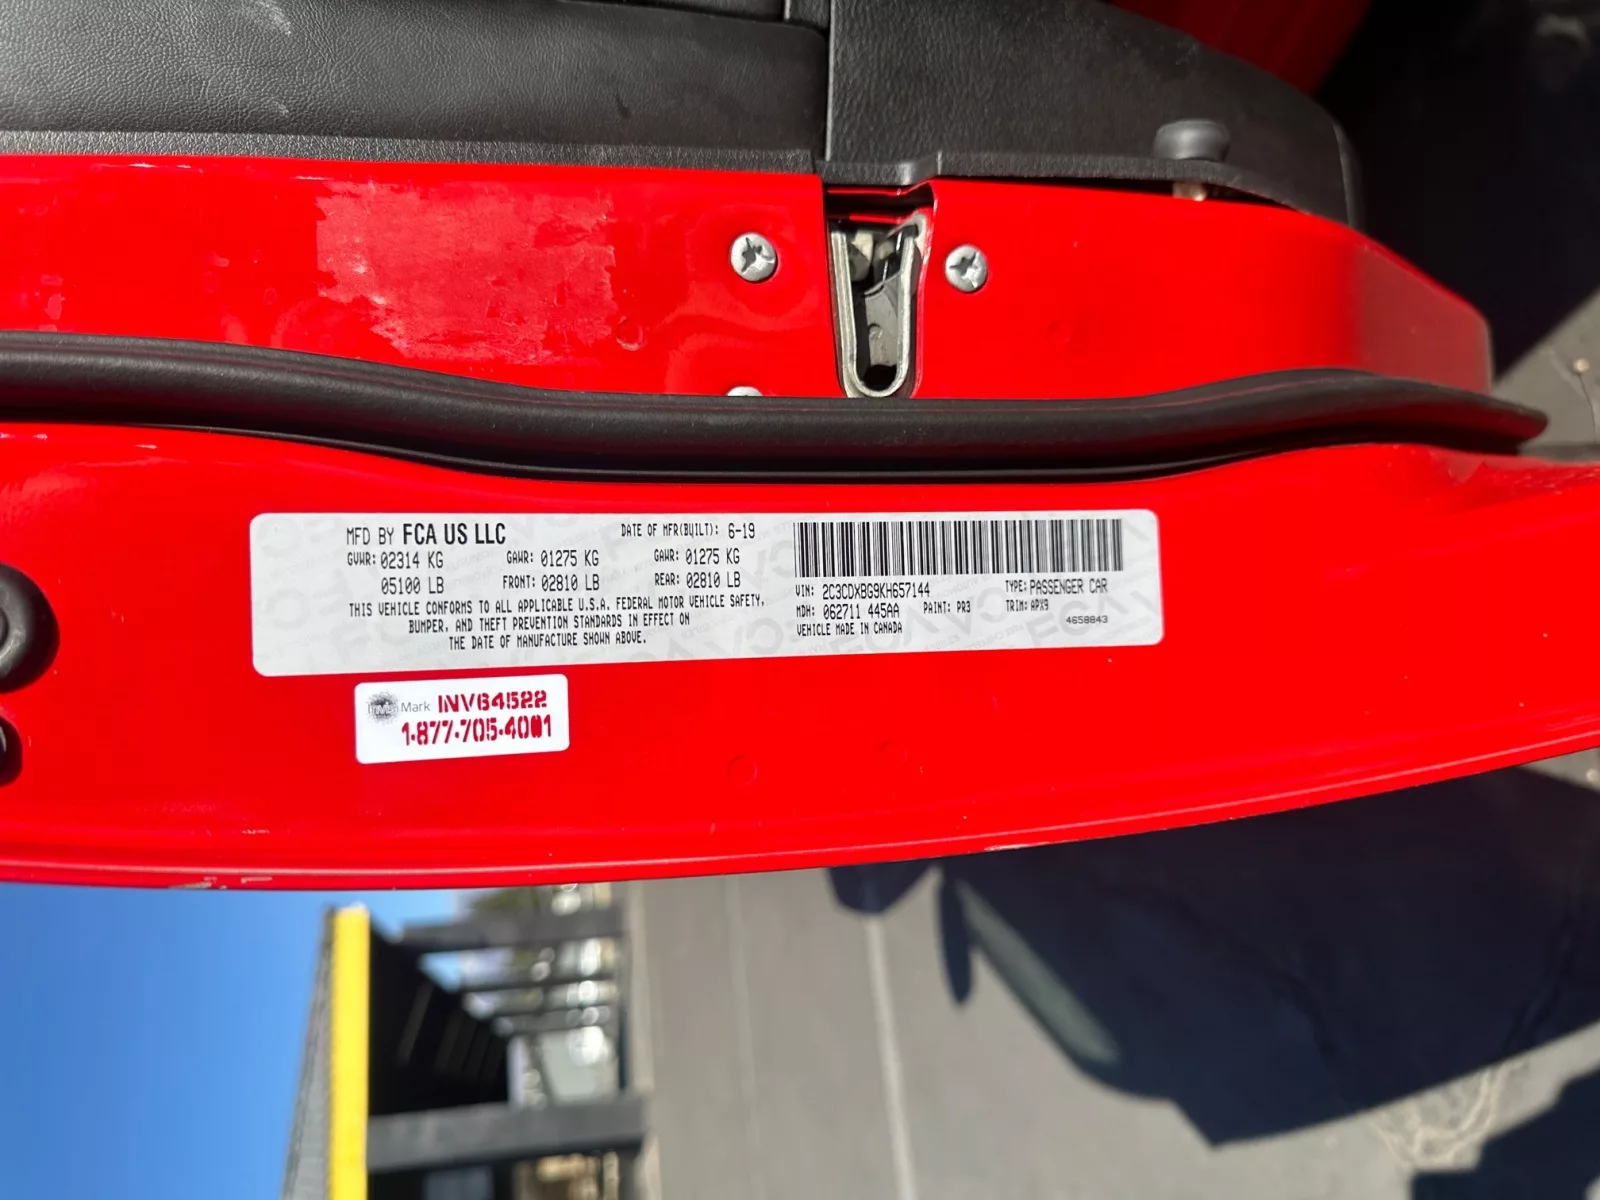 MFD BY FCA US LLC DATE OF MFR(BUILT): 6-19
GVWR: 02314 KG GAWR: 01275 KG GAWR: 01275 KG
05100 LB FRONT: 02810 LB REAR: 02810 LB
THIS VEHICLE CONFORMS TO ALL APPLICABLE U.S.A. FEDERAL MOTOR VEHICLE SAFETY,
BUMPER, AND THEFT PREVENTION STANDARDS IN EFFECT ON
THE DATE OF MANUFACTURE SHOWN ABOVE.
VIN: 2C3CDXBG9KH657144 TYPE: PASSENGER CAR
MDH: 062711 445AA PAINT: PR3 TRIM: APX9
VEHICLE MADE IN CANADA 4658843
Mark INV64522
1-877-705-4001